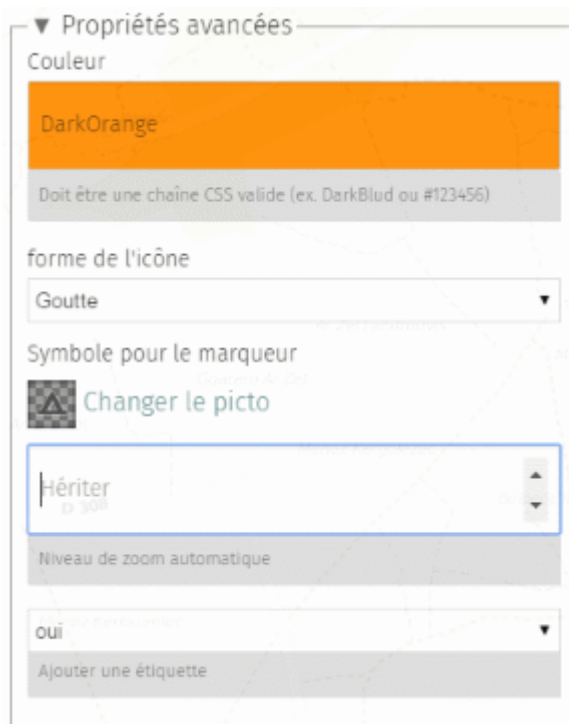 ▼ Propriétés avancées
Couleur
DarkOrange
Doit être une chaîne CSS valide (ex. DarkBlud ou #123456)
forme de l'icône
Goutte
Symbole pour le marqueur
Changer le picto
Hériter
D 308
Niveau de zoom automatique
oui
Ajouter une étiquette